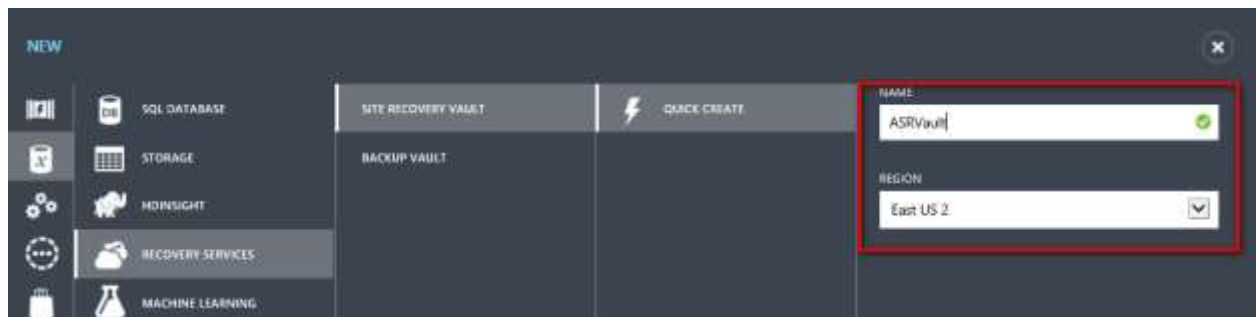 NEW
SQL DATABASE
STORAGE
HDINSIGHT
RECOVERY SERVICES
MACHINE LEARNING
SITE RECOVERY VAULT
BACKUP VAULT
QUICK CREATE
NAME
ASRVault
REGION
East US 2